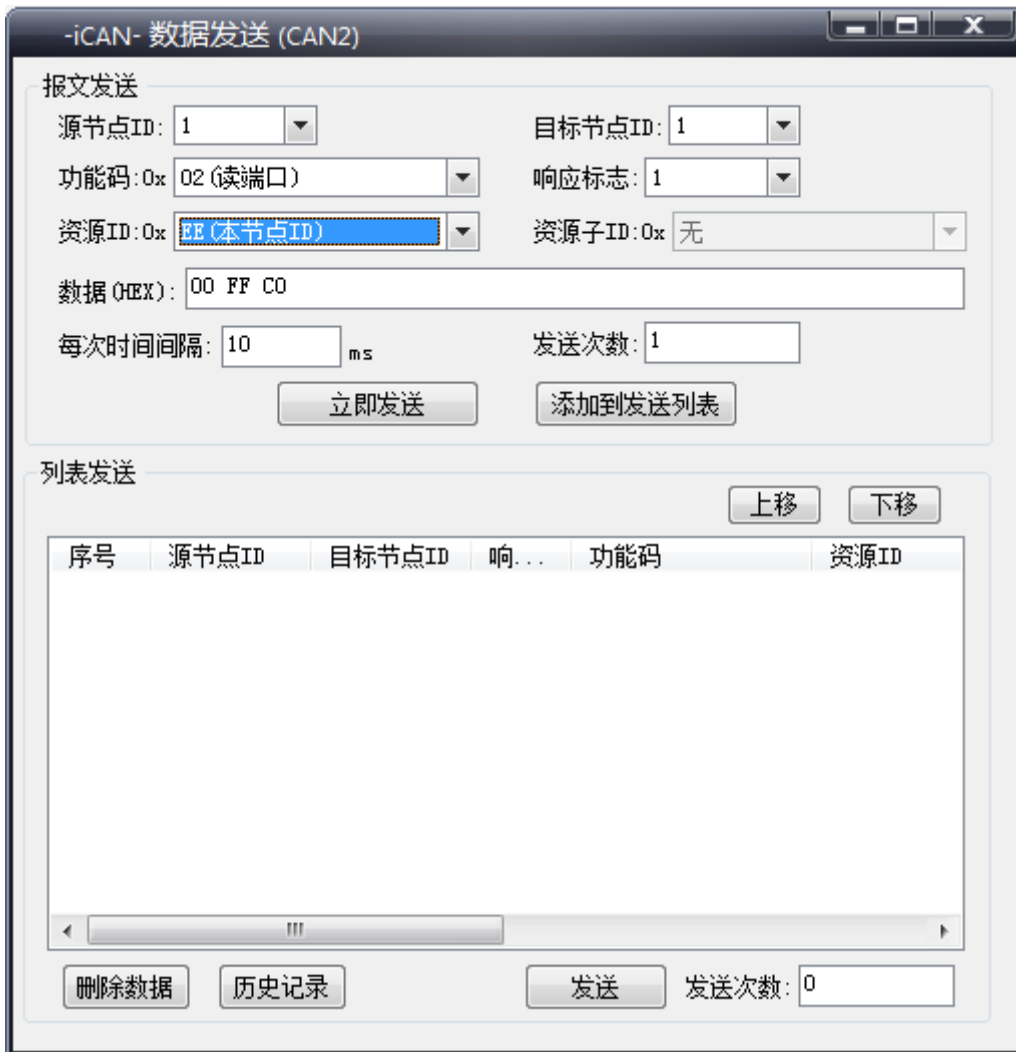 -iCAN- 数据发送 (CAN2)
报文发送
源节点ID: 1 目标节点ID: 1
功能码:0x 02(读端口) 响应标志: 1
资源ID:0x EE(本节点ID) 资源子ID:0x 无
数据(HEX): 00 FF C0
每次时间间隔: 10 ms 发送次数: 1
立即发送 添加到发送列表
列表发送
上移 下移
序号 源节点ID 目标节点ID 响... 功能码 资源ID
删除数据 历史记录 发送 发送次数: 0